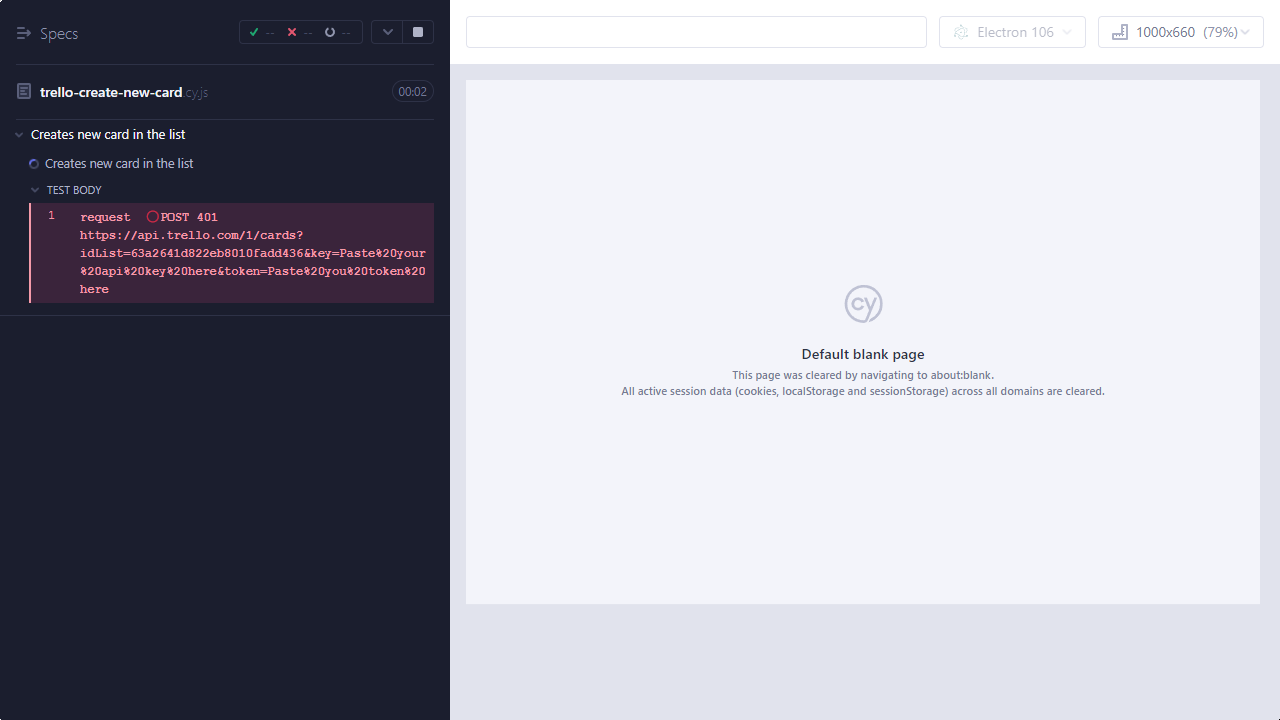 Specs
-- -- --
trello-create-new-card.cy.js
00:02
Creates new card in the list
Creates new card in the list
TEST BODY
1 request POST 401
https://api.trello.com/1/cards?
idList=63a2641d822eb8010fadd436&key=Paste%20your
%20api%20key%20here&token=Paste%20you%20token%20
here
Electron 106
1000x660 (79%)
cy
Default blank page
This page was cleared by navigating to about:blank.
All active session data (cookies, localStorage and sessionStorage) across all domains are cleared.